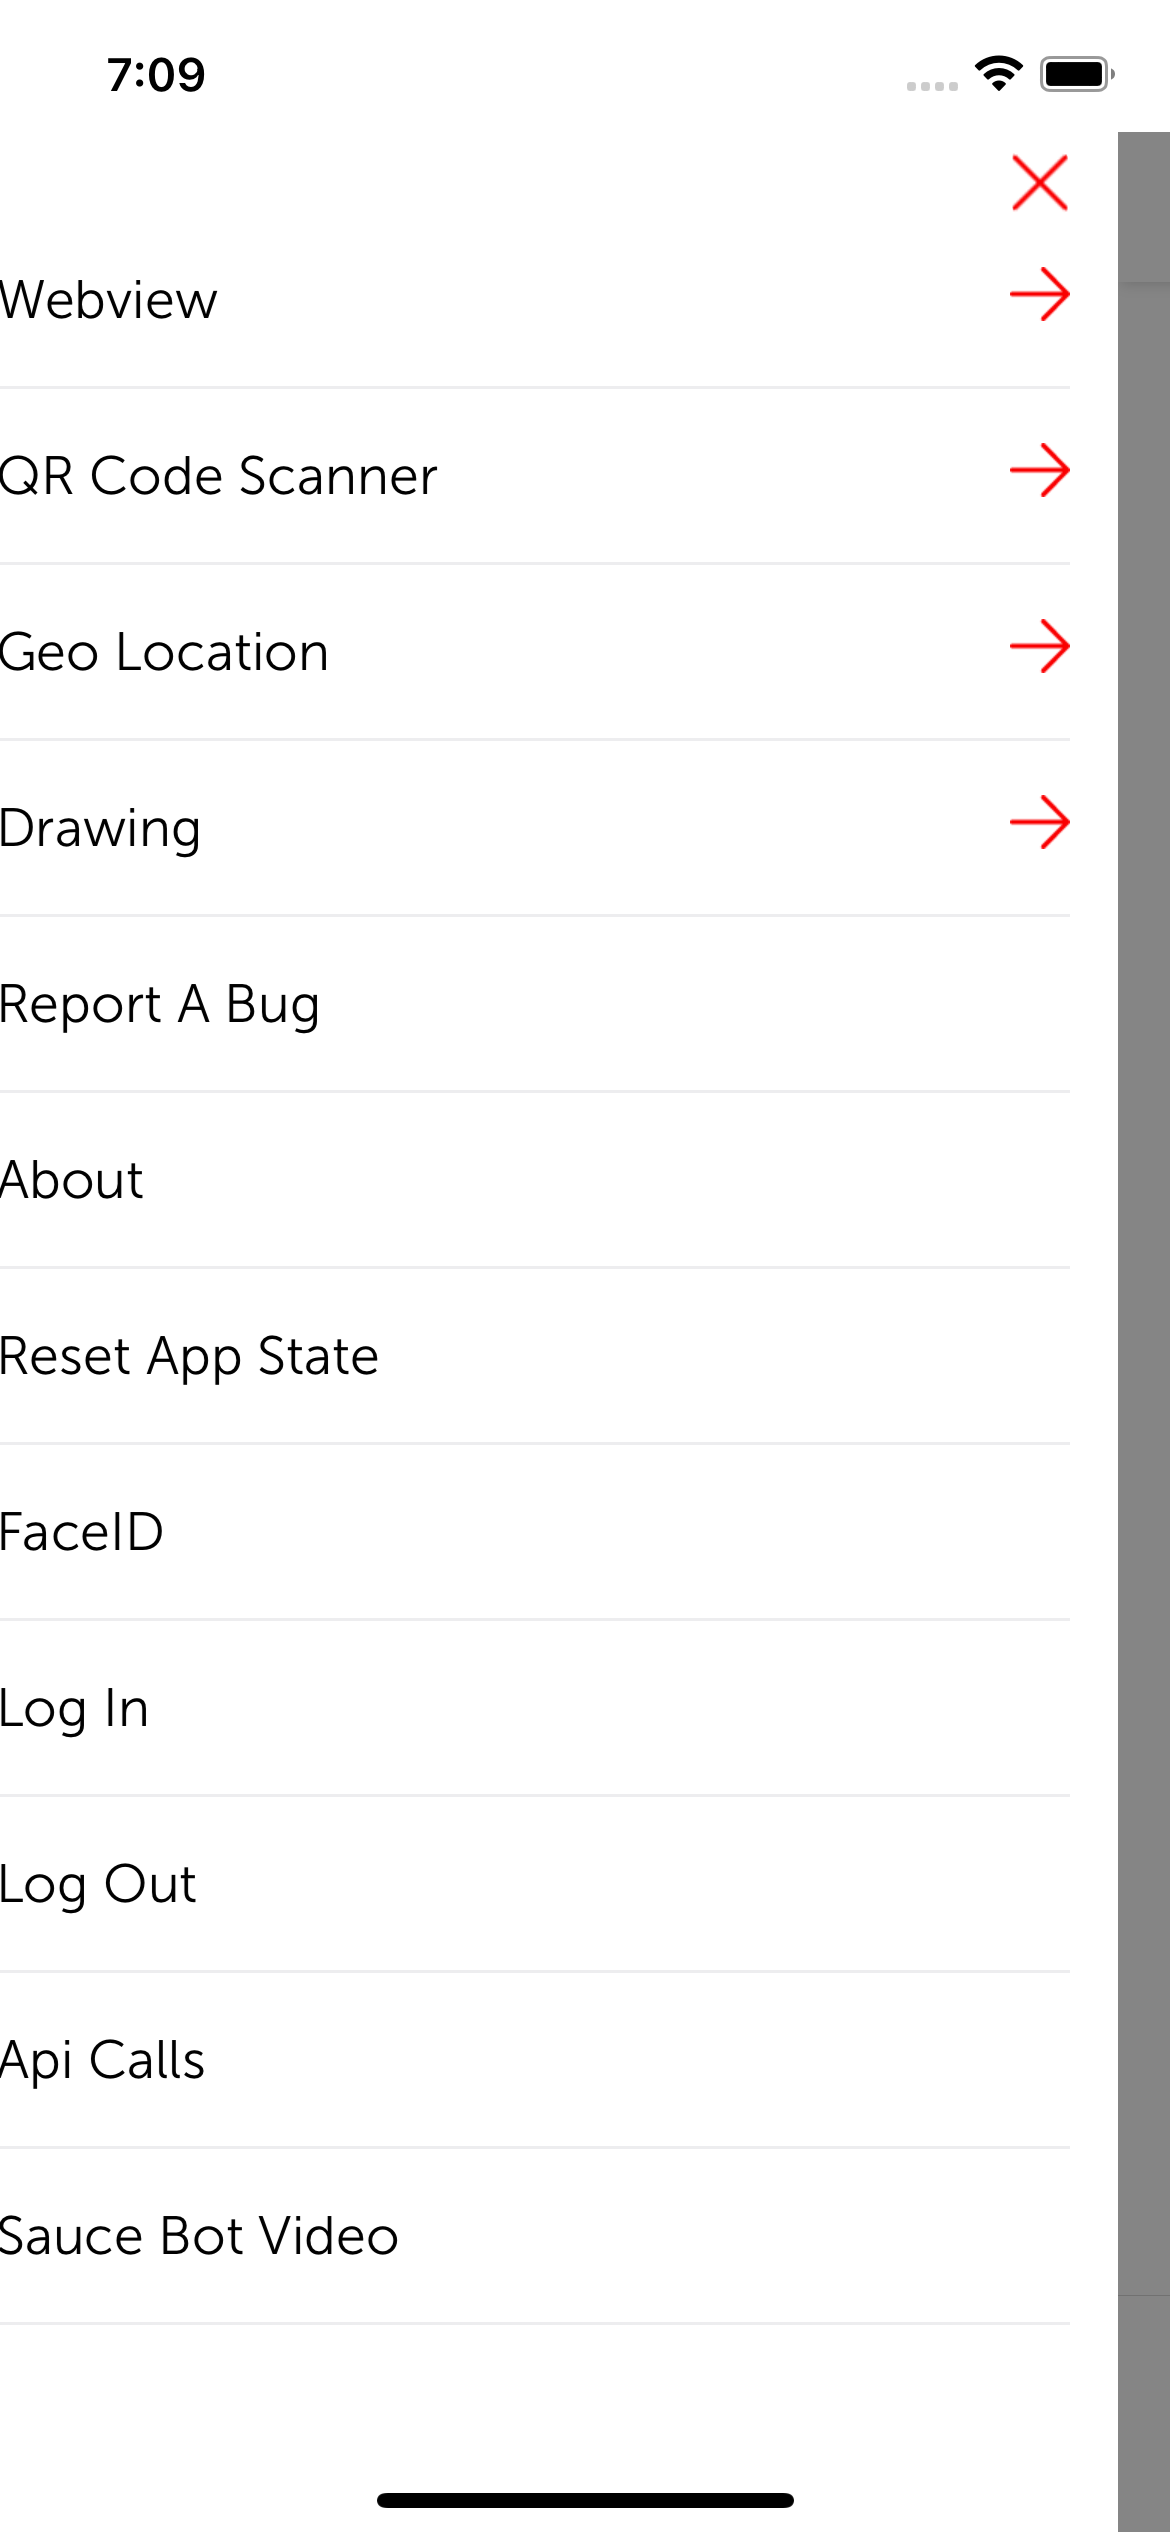 7:09
Webview
QR Code Scanner
Geo Location
Drawing
Report A Bug
About
Reset App State
FaceID
Log In
Log Out
Api Calls
Sauce Bot Video